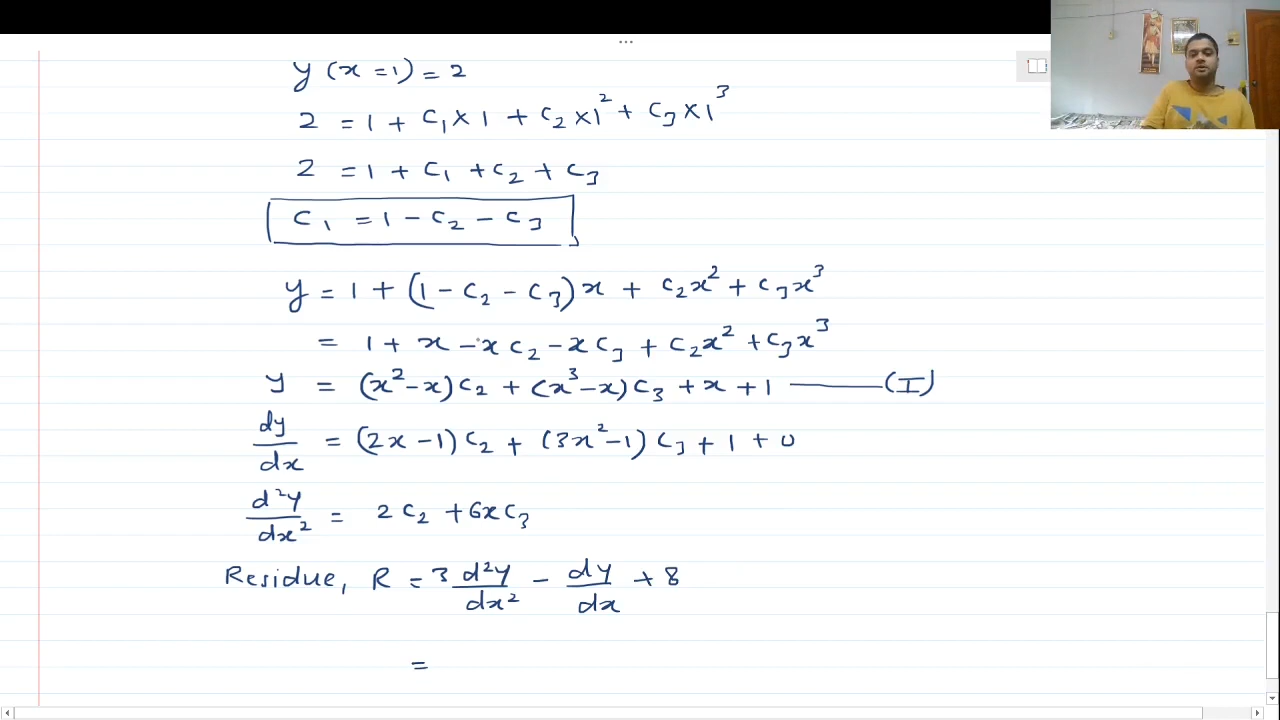 y (x = 1) = 2
2 = 1 + C₁ × 1 + C₂ × 1² + C₃ × 1³
2 = 1 + C₁ + C₂ + C₃
C₁ = 1 − C₂ − C₃
y = 1 + (1 − C₂ − C₃)x + C₂x² + C₃x³
= 1 + x − xC₂ − xC₃ + C₂x² + C₃x³
y = (x² − x)C₂ + (x³ − x)C₃ + x + 1 ——— (I)
dy/dx = (2x − 1)C₂ + (3x² − 1)C₃ + 1 + 0
d²y/dx² = 2C₂ + 6xC₃
Residue, R = 3 d²y/dx² − dy/dx + 8
=